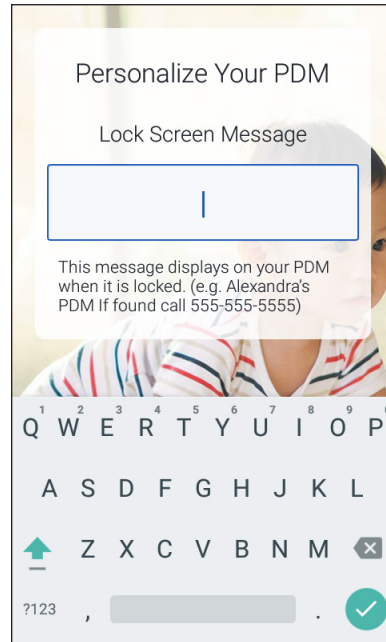 Personalize Your PDM
Lock Screen Message
This message displays on your PDM
when it is locked. (e.g. Alexandra's
PDM If found call 555-555-5555)
1 2 3 4 5 6 7 8 9
Q W E R T Y U I O P
A S D F G H J K L
Z X C V B N M
?123 , .